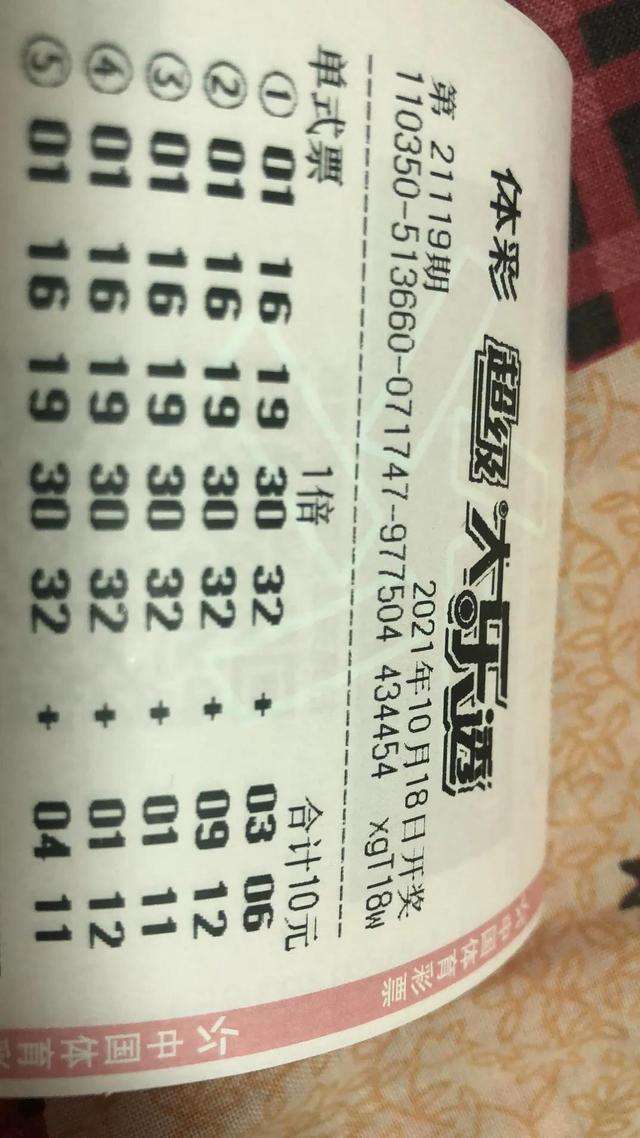 体彩 超级大乐透
第 21119期 2021年10月18日开奖
110350-513660-071747-977504 434454 xgT18w
单式票 1倍 合计10元
① 01 16 19 30 32 + 03 06
② 01 16 19 30 32 + 09 12
③ 01 16 19 30 32 + 01 11
④ 01 16 19 30 32 + 01 12
⑤ 01 16 19 30 32 + 04 11
中国体育彩票
中国体育彩票